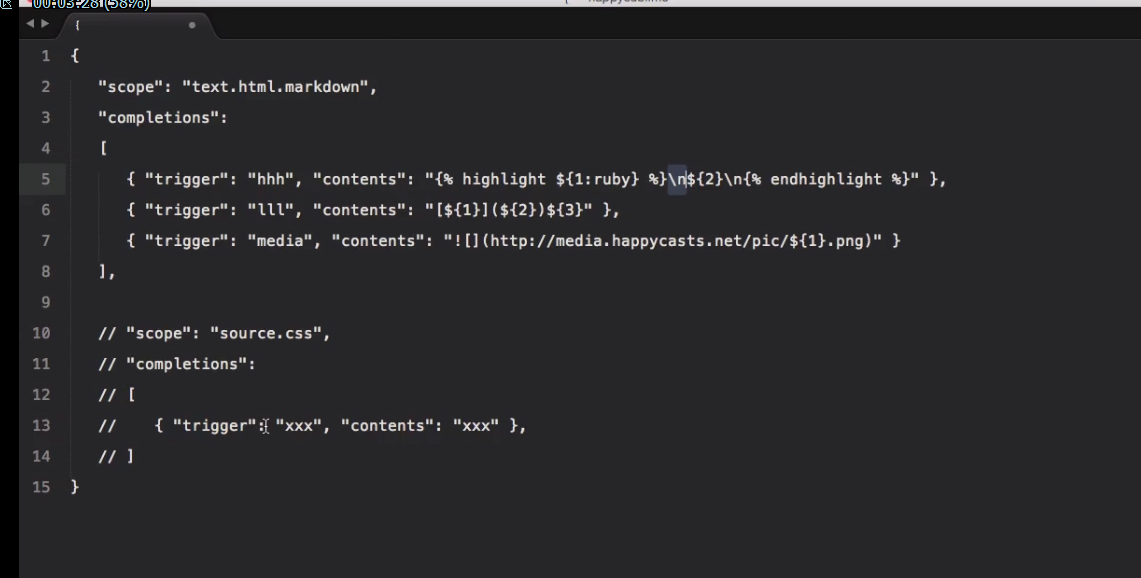 00:03:28 (58%)
{
1 {
2 "scope": "text.html.markdown",
3 "completions":
4 [
5 { "trigger": "hhh", "contents": "{% highlight ${1:ruby} %}\n${2}\n{% endhighlight %}" },
6 { "trigger": "lll", "contents": "[${1}](${2})${3}" },
7 { "trigger": "media", "contents": "![](http://media.happycasts.net/pic/${1}.png)" }
8 ],
9
10 // "scope": "source.css",
11 // "completions":
12 // [
13 // { "trigger": "xxx", "contents": "xxx" },
14 // ]
15 }